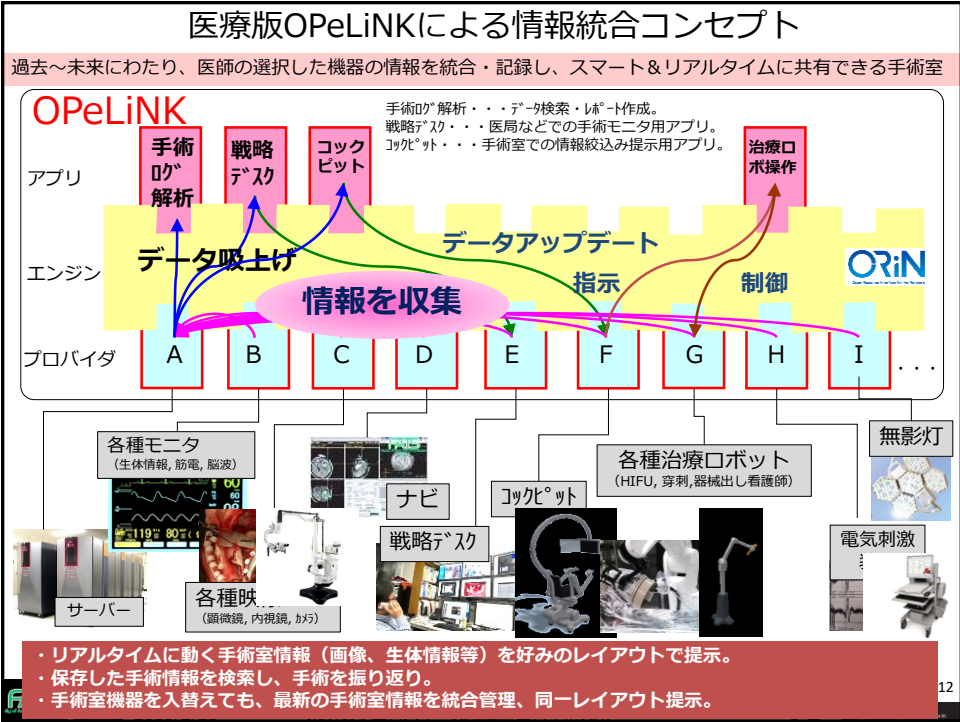 医療版OPeLiNKによる情報統合コンセプト
過去～未来にわたり、医師の選択した機器の情報を統合・記録し、スマート＆リアルタイムに共有できる手術室
OPeLiNK
手術ﾛｸﾞ解析・・・ﾃﾞｰﾀ検索・ﾚﾎﾟｰﾄ作成。
戦略ﾃﾞｽｸ・・・医局などでの手術モニタ用アプリ。
ｺｯｸﾋﾟｯﾄ・・・手術室での情報絞込み提示用アプリ。
アプリ
手術
ﾛｸﾞ
解析
戦略
ﾃﾞｽｸ
コック
ピット
治療ロ
ボ操作
エンジン
データ吸上げ
データアップデート
情報を収集
指示
制御
ORiN
プロバイダ
A
B
C
D
E
F
G
H
I
・・・
各種モニタ
（生体情報, 筋電, 脳波）
60
60
119
80
サーバー
各種映
（顕微鏡, 内視鏡, ｶﾒﾗ）
ナビ
戦略ﾃﾞｽｸ
ｺｯｸﾋﾟｯﾄ
各種治療ロボット
（HIFU, 穿刺,器械出し看護師）
無影灯
電気刺激
・リアルタイムに動く手術室情報（画像、生体情報等）を好みのレイアウトで提示。
・保存した手術情報を検索し、手術を振り返り。
・手術室機器を入替えても、最新の手術室情報を統合管理、同一レイアウト提示。
12